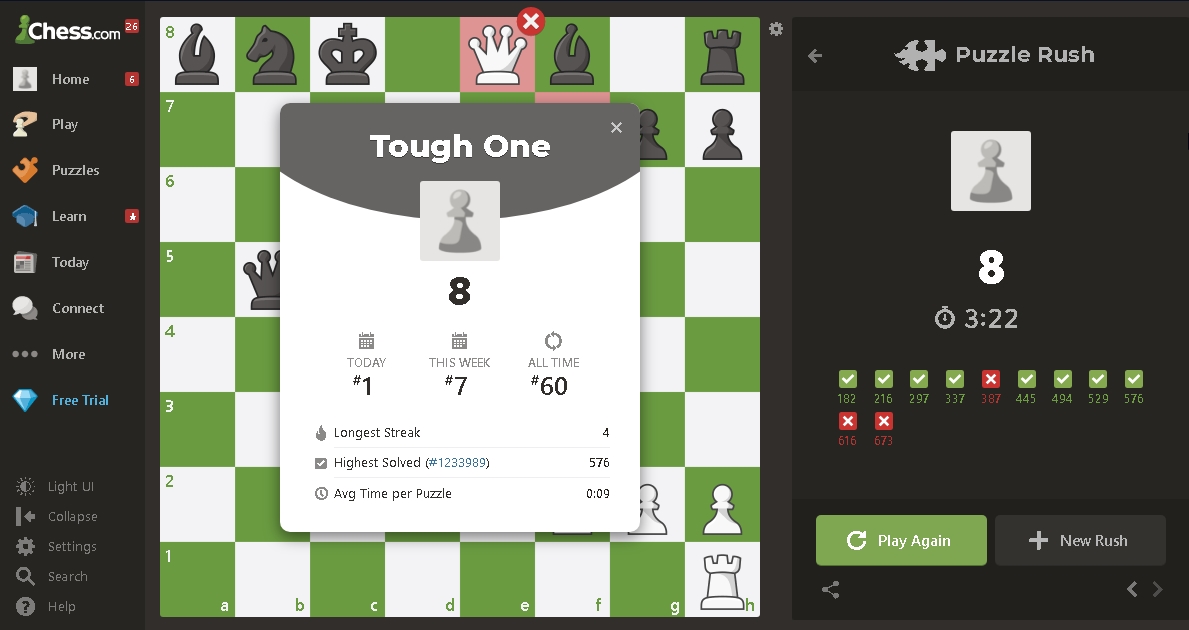 Chess.com 26
Home 6
Play
Puzzles
Learn
Today
Connect
More
Free Trial
Light UI
Collapse
Settings
Search
Help
8
7
6
5
4
3
2
1
a b c d e f g h
Tough One
8
TODAY THIS WEEK ALL TIME
#1 #7 #60
Longest Streak 4
Highest Solved (#1233989) 576
Avg Time per Puzzle 0:09
Puzzle Rush
8
3:22
182 216 297 337 387 445 494 529 576
616 673
Play Again
New Rush